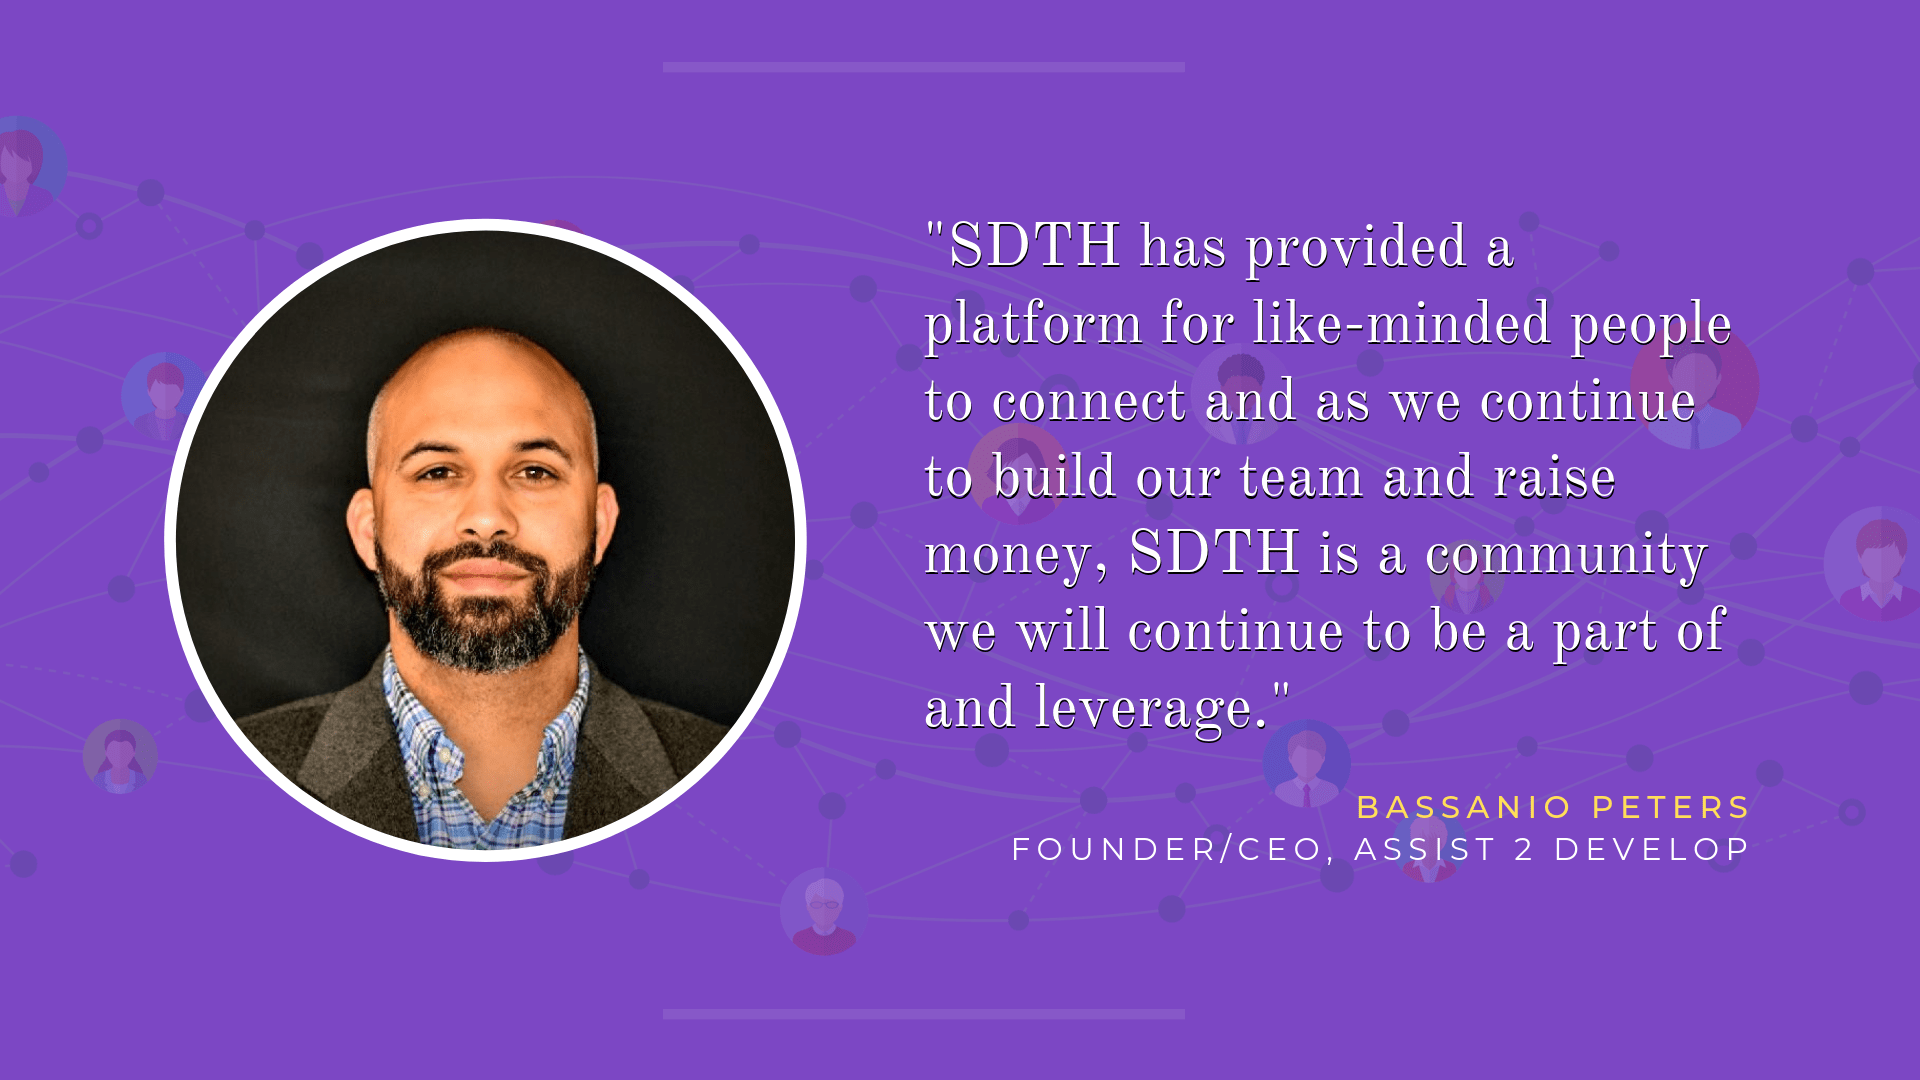 "SDTH has provided a
platform for like-minded people
to connect and as we continue
to build our team and raise
money, SDTH is a community
we will continue to be a part of
and leverage."
BASSANIO PETERS
FOUNDER/CEO, ASSIST 2 DEVELOP